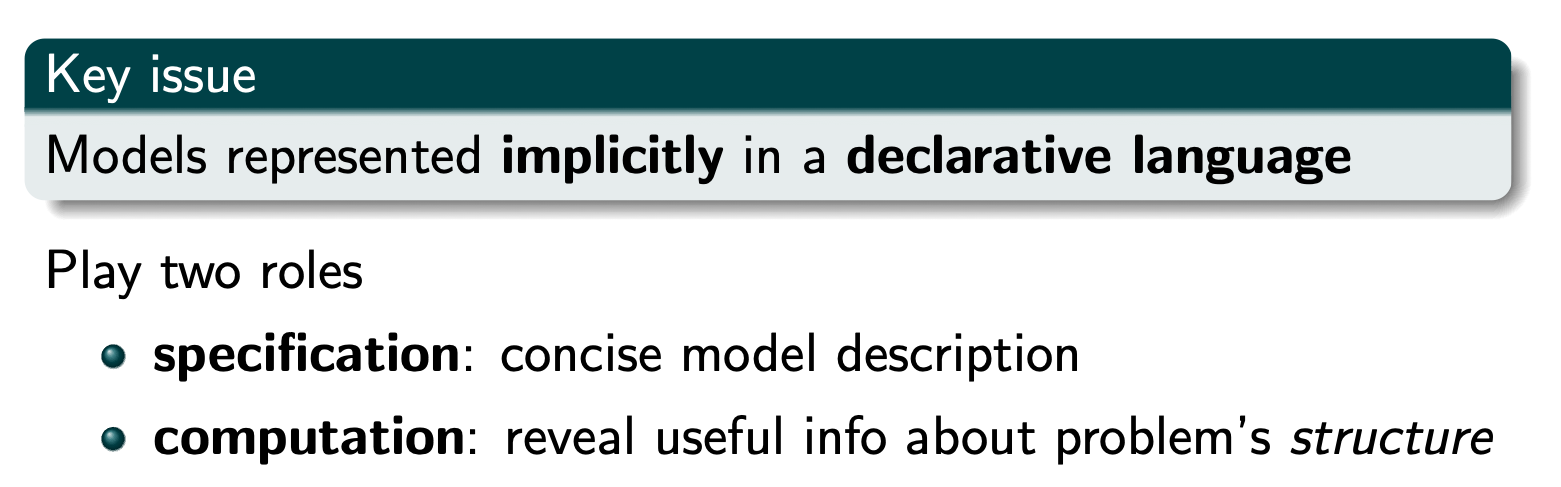 Key issue
Models represented implicitly in a declarative language
Play two roles
specification: concise model description
computation: reveal useful info about problem's structure